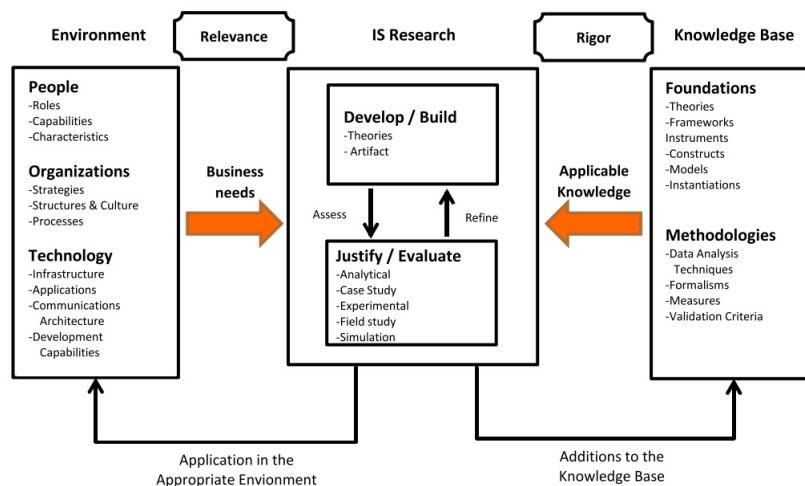 Environment
Relevance
IS Research
Rigor
Knowledge Base
People
-Roles
-Capabilities
-Characteristics
Organizations
-Strategies
-Structures & Culture
-Processes
Technology
-Infrastructure
-Applications
-Communications
Architecture
-Development
Capabilities
Business
needs
Develop / Build
-Theories
- Artifact
Assess
Refine
Justify / Evaluate
-Analytical
-Case Study
-Experimental
-Field study
-Simulation
Applicable
Knowledge
Foundations
-Theories
-Frameworks
Instruments
-Constructs
-Models
-Instantiations
Methodologies
-Data Analysis
Techniques
-Formalisms
-Measures
-Validation Criteria
Application in the
Appropriate Envionment
Additions to the
Knowledge Base